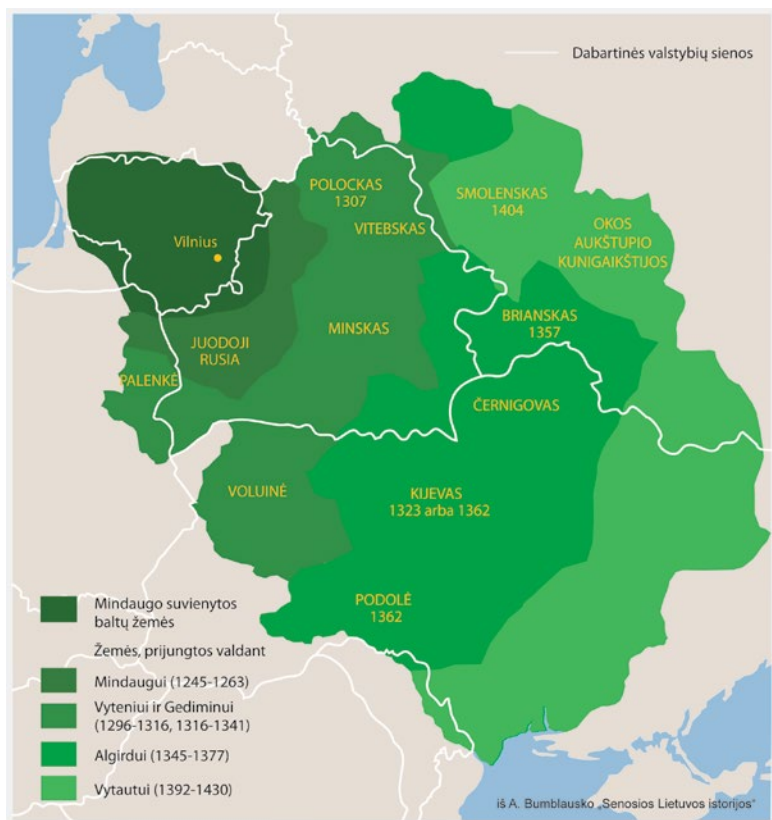 Dabartinės valstybių sienos
POLOCKAS
1307
SMOLENSKAS
1404
VITEBSKAS
OKOS
AUKŠTUPIO
KUNIGAIKŠTIJOS
Vilnius
BRIANSKAS
1357
MINSKAS
JUODOJI
RUSIA
PALENKĖ
ČERNIGOVAS
VOLUINĖ
KIJEVAS
1323 arba 1362
PODOLĖ
1362
Mindaugo suvienytos
baltų žemės
Žemės, prijungtos valdant
Mindaugui (1245-1263)
Vyteniui ir Gediminui
(1296-1316, 1316-1341)
Algirdui (1345-1377)
Vytautui (1392-1430)
iš A. Bumblausko „Senosios Lietuvos istorijos"